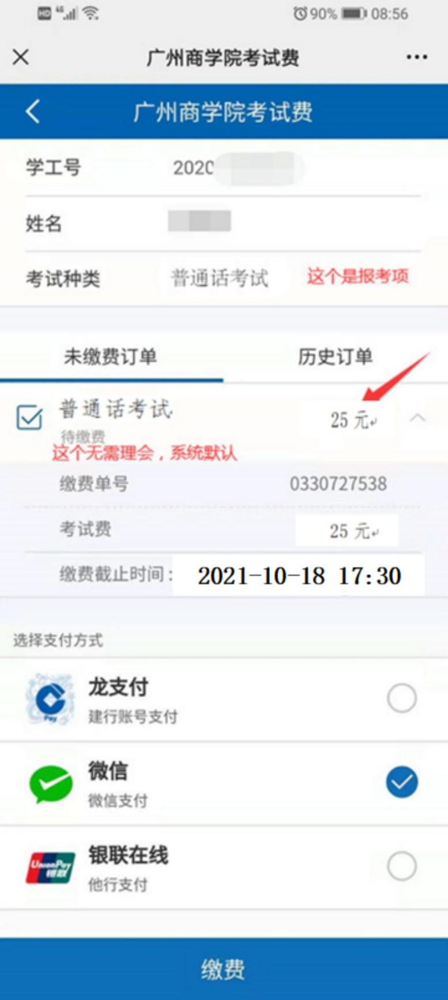 HD 4G 90% 08:56
广州商学院考试费
广州商学院考试费
学工号 2020
姓名
考试种类 普通话考试 这个是报考项
未缴费订单 历史订单
普通话考试 25 元↵
待缴费
这个无需理会，系统默认
缴费单号 0330727538
考试费 25 元↵
缴费截止时间： 2021-10-18 17:30
选择支付方式
龙支付
Pay
建行账号支付
微信
微信支付
银联在线
UnionPay
银联
他行支付
缴费